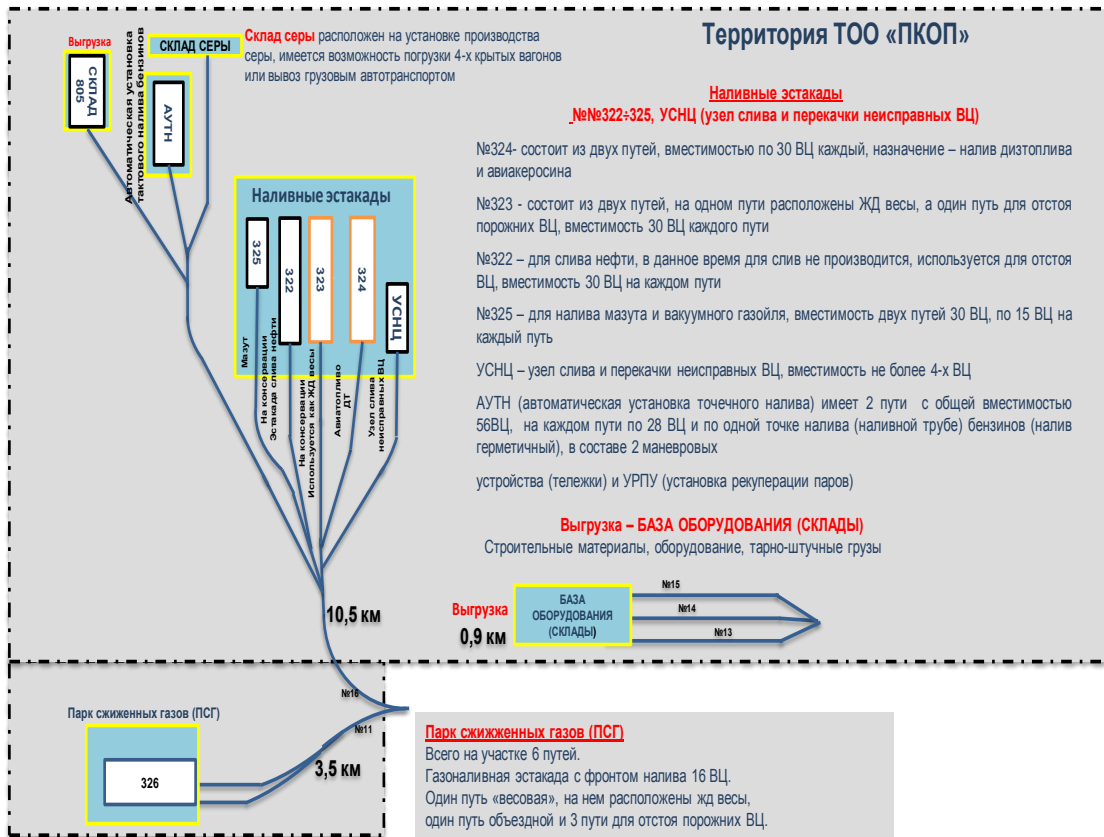 Территория ТОО «ПКОП»
Выгрузка
СКЛАД
805
Автоматическая установка
тактового налива бензинов
АУТН
СКЛАД СЕРЫ
Склад серы расположен на установке производства
серы, имеется возможность погрузки 4-х крытых вагонов
или вывоз грузовым автотранспортом
Наливные эстакады
325
322
323
324
УСНЦ
Мазут
На консервации
Эстакада слива нефти
На консервации
Используется как ЖД весы
Авиатопливо
ДТ
Узел слива
неисправных ВЦ
10,5 км
Наливные эстакады
№№322÷325, УСНЦ (узел слива и перекачки неисправных ВЦ)
№324- состоит из двух путей, вместимостью по 30 ВЦ каждый, назначение – налив дизтоплива
и авиакеросина
№323 - состоит из двух путей, на одном пути расположены ЖД весы, а один путь для отстоя
порожних ВЦ, вместимость 30 ВЦ каждого пути
№322 – для слива нефти, в данное время для слив не производится, используется для отстоя
ВЦ, вместимость 30 ВЦ на каждом пути
№325 – для налива мазута и вакуумного газойля, вместимость двух путей 30 ВЦ, по 15 ВЦ на
каждый путь
УСНЦ – узел слива и перекачки неисправных ВЦ, вместимость не более 4-х ВЦ
АУТН (автоматическая установка точечного налива) имеет 2 пути с общей вместимостью
56ВЦ, на каждом пути по 28 ВЦ и по одной точке налива (наливной трубе) бензинов (налив
герметичный), в составе 2 маневровых
устройства (тележки) и УРПУ (установка рекуперации паров)
Выгрузка – БАЗА ОБОРУДОВАНИЯ (СКЛАДЫ)
Строительные материалы, оборудование, тарно-штучные грузы
Выгрузка
0,9 км
БАЗА
ОБОРУДОВАНИЯ
(СКЛАДЫ)
№15
№14
№13
№16
№11
Парк сжиженных газов (ПСГ)
326
3,5 км
Парк сжижженных газов (ПСГ)
Всего на участке 6 путей.
Газоналивная эстакада с фронтом налива 16 ВЦ.
Один путь «весовая», на нем расположены жд весы,
один путь объездной и 3 пути для отстоя порожних ВЦ.